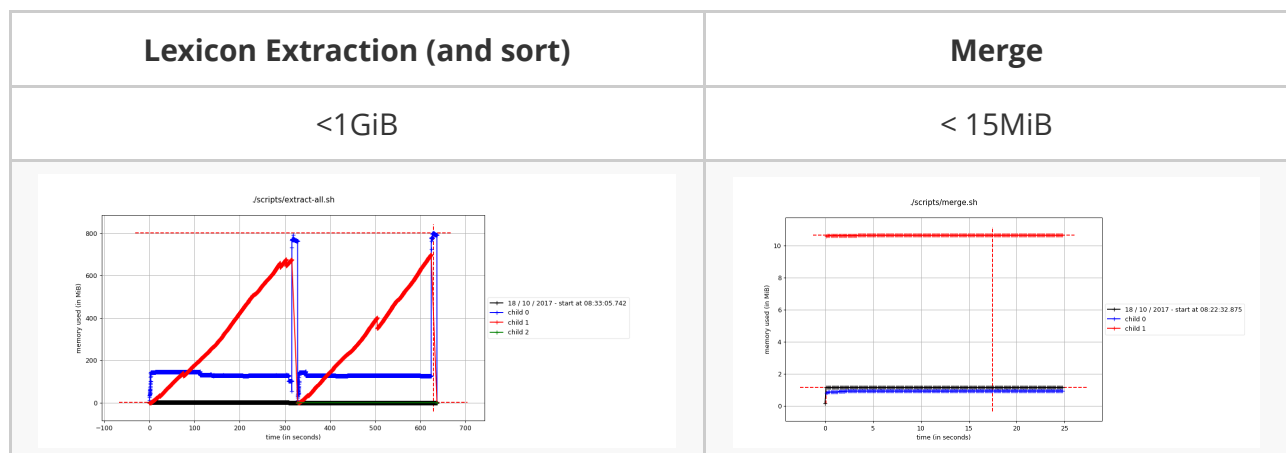 Lexicon Extraction (and sort)
Merge
<1GiB
< 15MiB
./scripts/extract-all.sh
800
600
400
200
0
memory used (in MiB)
−100 0 100 200 300 400 500 600 700
time (in seconds)
18 / 10 / 2017 - start at 08:33:05.742
child 0
child 1
child 2
./scripts/merge.sh
10
8
6
4
2
0
memory used (in MiB)
0 5 10 15 20 25
time (in seconds)
18 / 10 / 2017 - start at 08:22:32.875
child 0
child 1